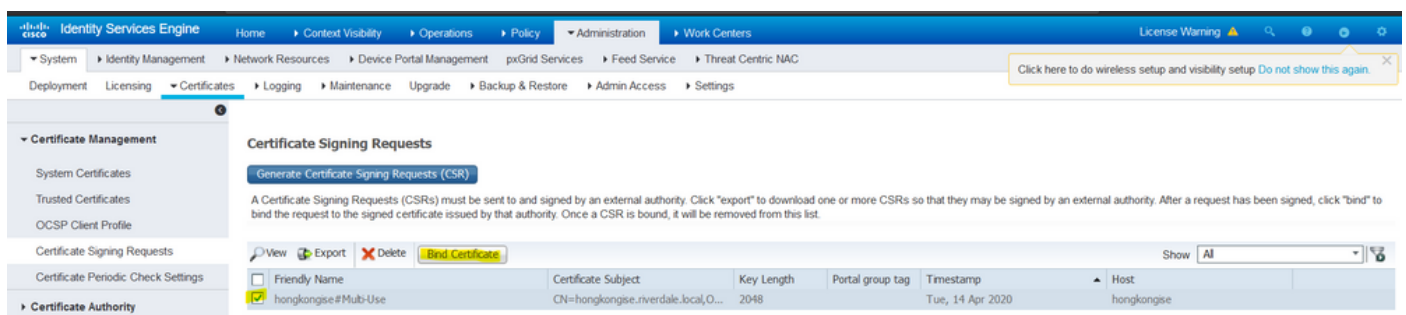 cisco Identity Services Engine Home Context Visibility Operations Policy Administration Work Centers License Warning
System Identity Management Network Resources Device Portal Management pxGrid Services Feed Service Threat Centric NAC
Click here to do wireless setup and visibility setup Do not show this again.
Deployment Licensing Certificates Logging Maintenance Upgrade Backup & Restore Admin Access Settings
Certificate Management
System Certificates
Trusted Certificates
OCSP Client Profile
Certificate Signing Requests
Certificate Periodic Check Settings
Certificate Authority
Certificate Signing Requests
Generate Certificate Signing Requests (CSR)
A Certificate Signing Requests (CSRs) must be sent to and signed by an external authority. Click "export" to download one or more CSRs so that they may be signed by an external authority. After a request has been signed, click "bind" to
bind the request to the signed certificate issued by that authority. Once a CSR is bound, it will be removed from this list.
View Export Delete Bind Certificate Show All
Friendly Name Certificate Subject Key Length Portal group tag Timestamp Host
hongkongise#Multi-Use CN=hongkongise.riverdale.local,O... 2048 Tue, 14 Apr 2020 hongkongise